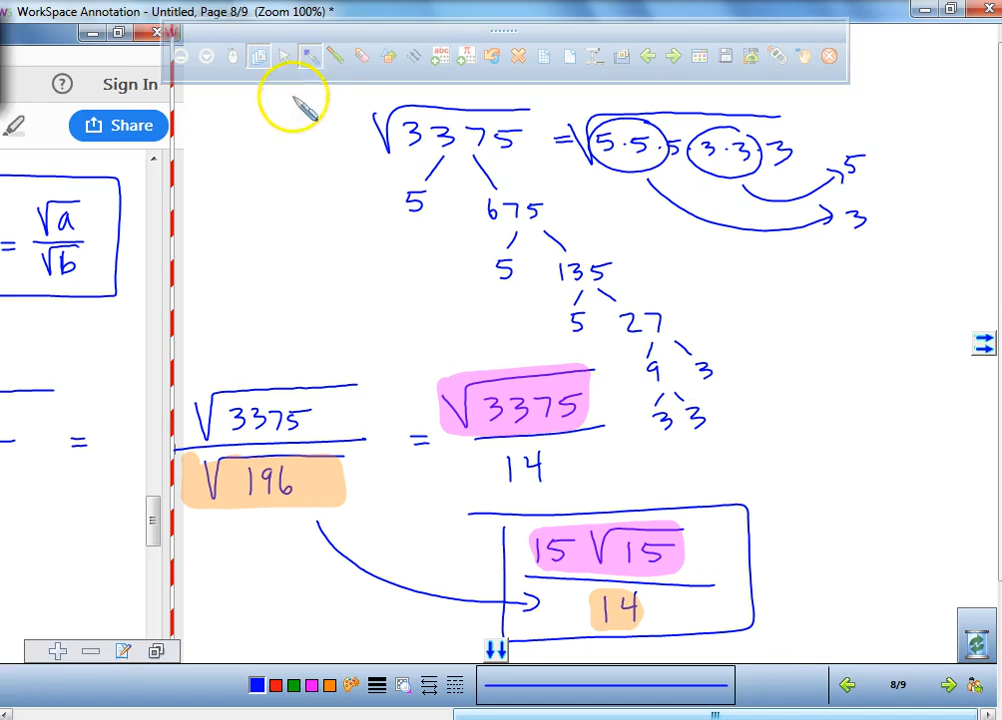 WorkSpace Annotation - Untitled, Page 8/9 (Zoom 100%) *
Sign In
Share
√3375 = √5·5·5·3·3·3
5
3
5 675
5 135
5 27
9 3
3 3
= √a/√b
= √3375/√196 = √3375/14
15√15/14
8/9